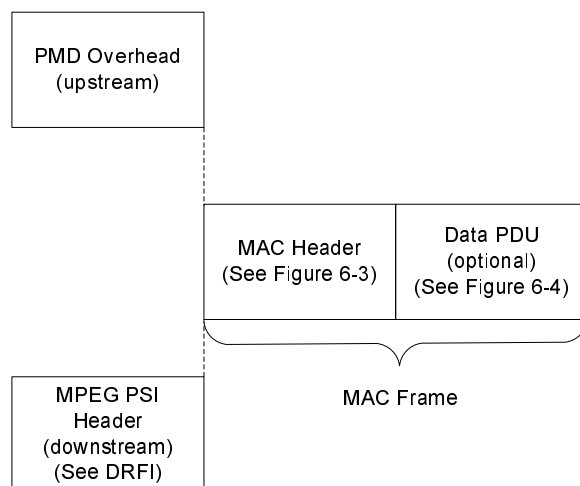 PMD Overhead
(upstream)
MAC Header
(See Figure 6-3)
Data PDU
(optional)
(See Figure 6-4)
MAC Frame
MPEG PSI
Header
(downstream)
(See DRFI)